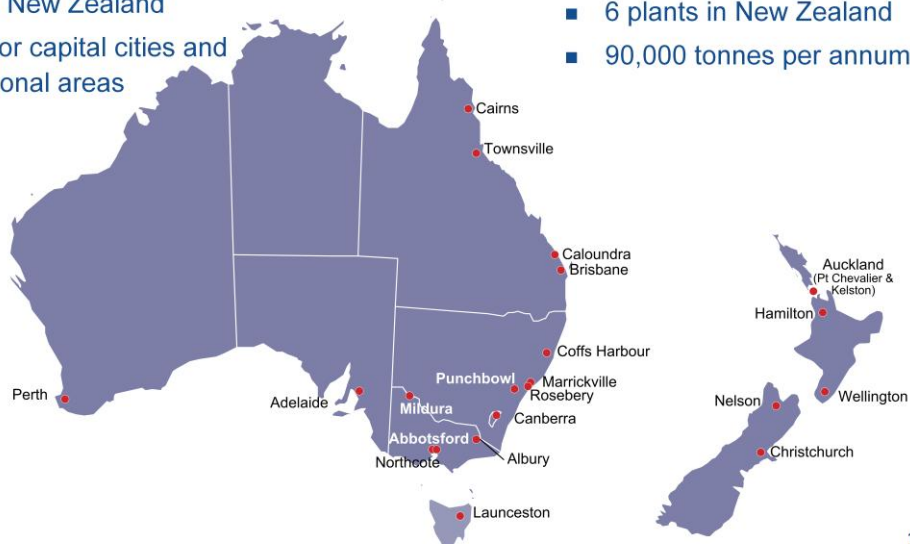 New Zealand
or capital cities and
onal areas
■ 6 plants in New Zealand
■ 90,000 tonnes per annum
Cairns
Townsville
Caloundra
Brisbane
Auckland
(Pt Chevalier &
Kelston)
Hamilton
Coffs Harbour
Punchbowl
Marrickville
Rosebery
Perth
Adelaide
Mildura
Canberra
Nelson
Wellington
Abbotsford
Northcote
Albury
Christchurch
Launceston